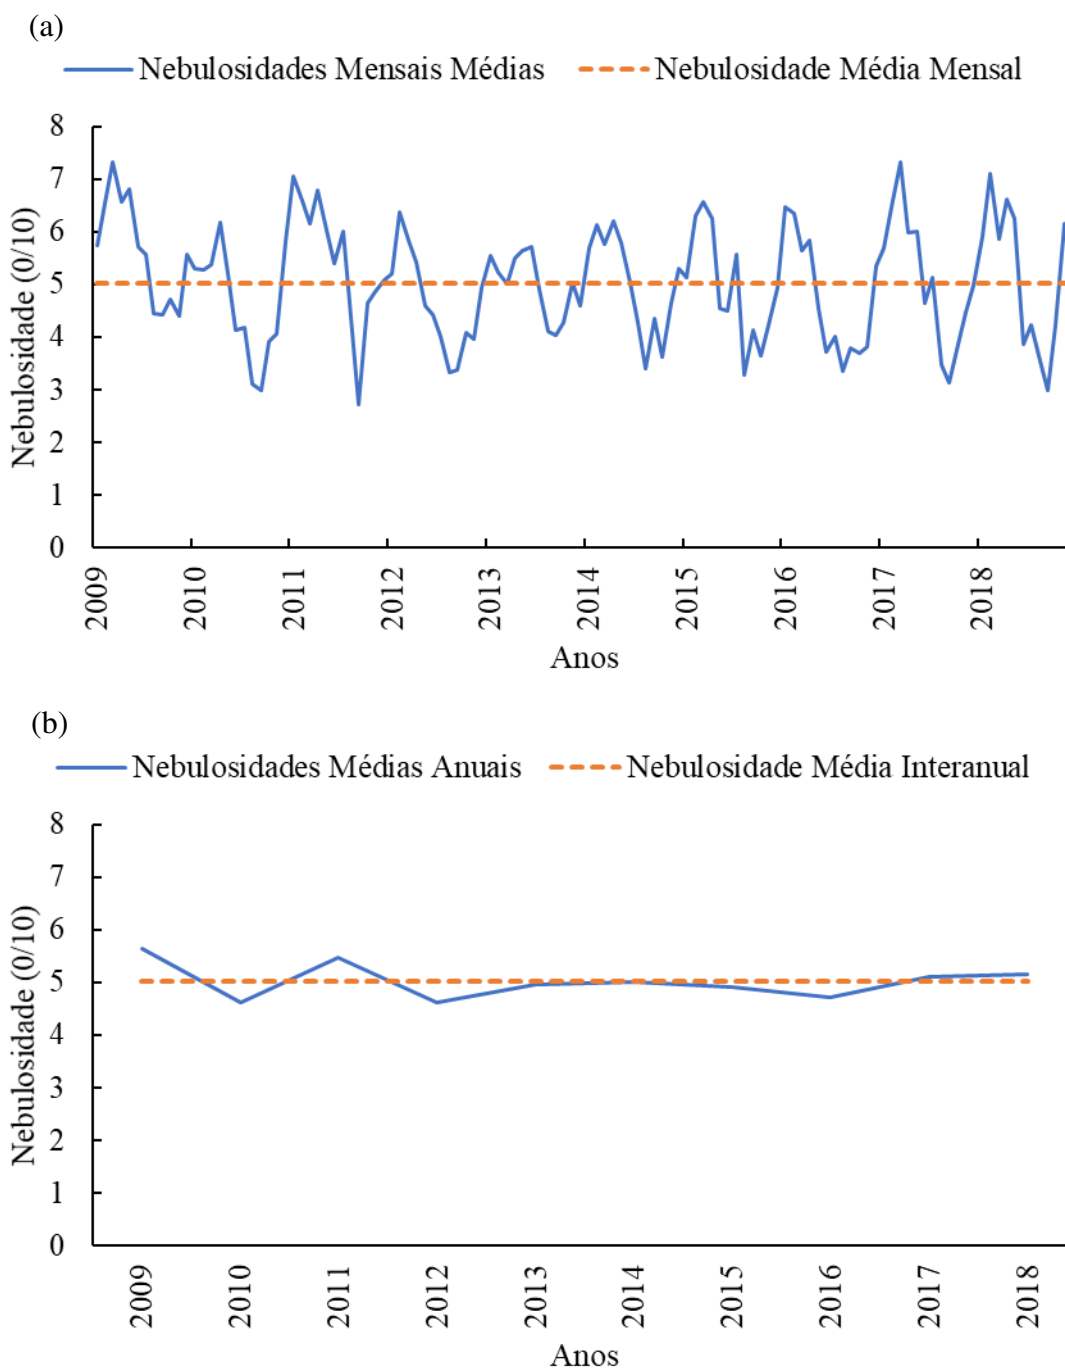 (a)
Nebulosidades Mensais Médias Nebulosidade Média Mensal
Nebulosidade (0/10)
8
7
6
5
4
3
2
1
0
2009 2010 2011 2012 2013 2014 2015 2016 2017 2018
Anos
(b)
Nebulosidades Médias Anuais Nebulosidade Média Interanual
Nebulosidade (0/10)
8
7
6
5
4
3
2
1
0
2009 2010 2011 2012 2013 2014 2015 2016 2017 2018
Anos